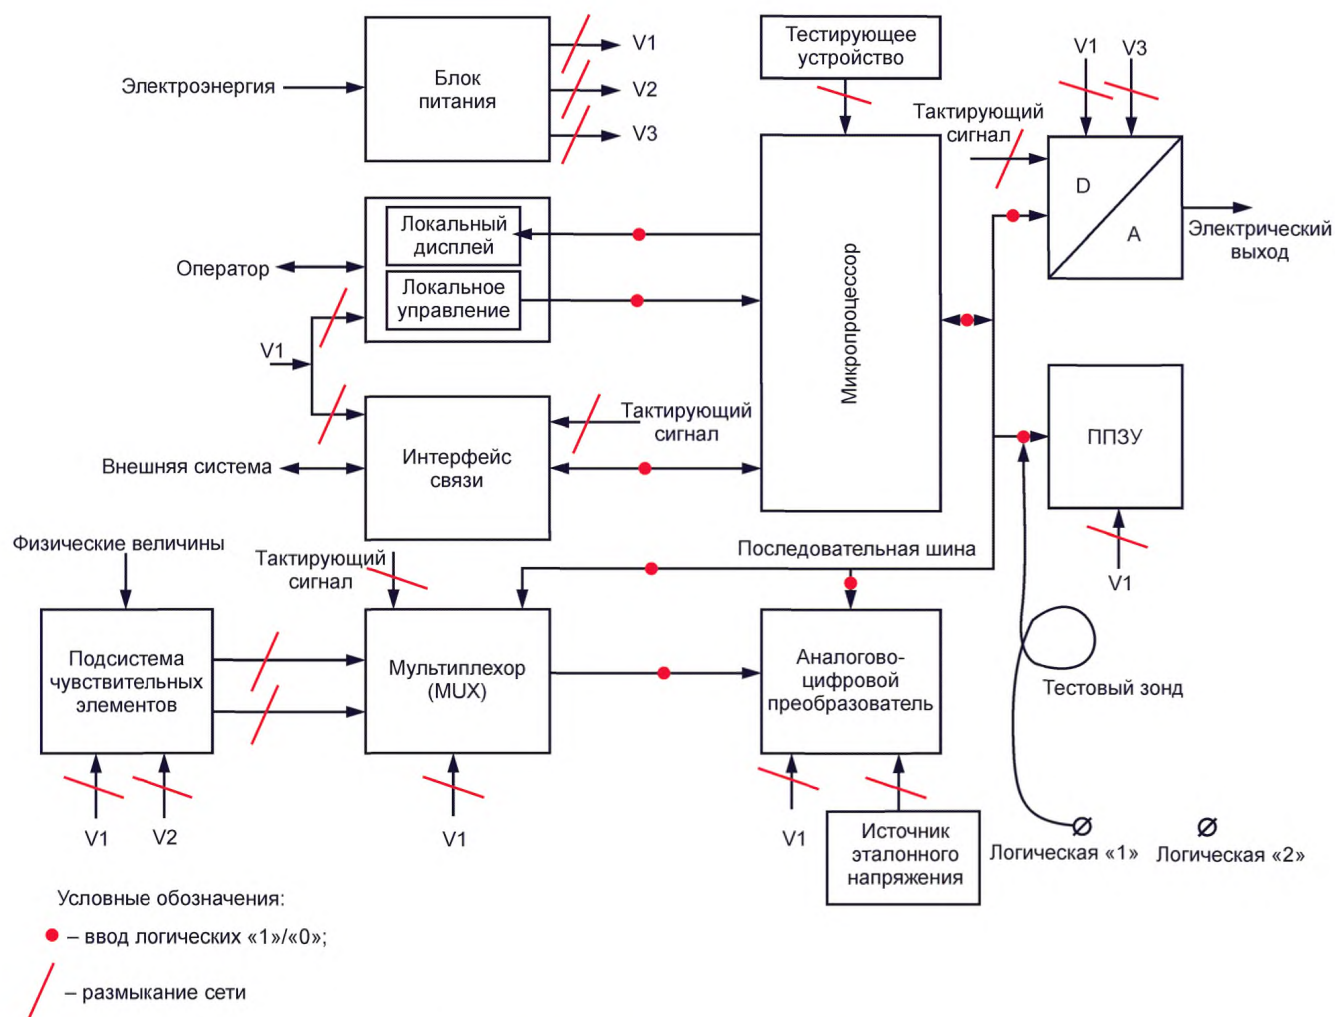 Электроэнергия
Блок
питания
V1
V2
V3
Тестирующее
устройство
V1
V3
Тактирующий
сигнал
D
A
Электрический
выход
Оператор
Локальный
дисплей
Локальное
управление
V1
Микропроцессор
Тактирующий
сигнал
Внешняя система
Интерфейс
связи
ППЗУ
V1
Физические величины
Тактирующий
сигнал
Последовательная шина
Подсистема
чувствительных
элементов
Мультиплехор
(MUX)
Аналогово-
цифровой
преобразователь
Тестовый зонд
V1
V2
V1
V1
Источник
эталонного
напряжения
Логическая «1»
Логическая «2»
Условные обозначения:
– ввод логических «1»/«0»;
– размыкание сети